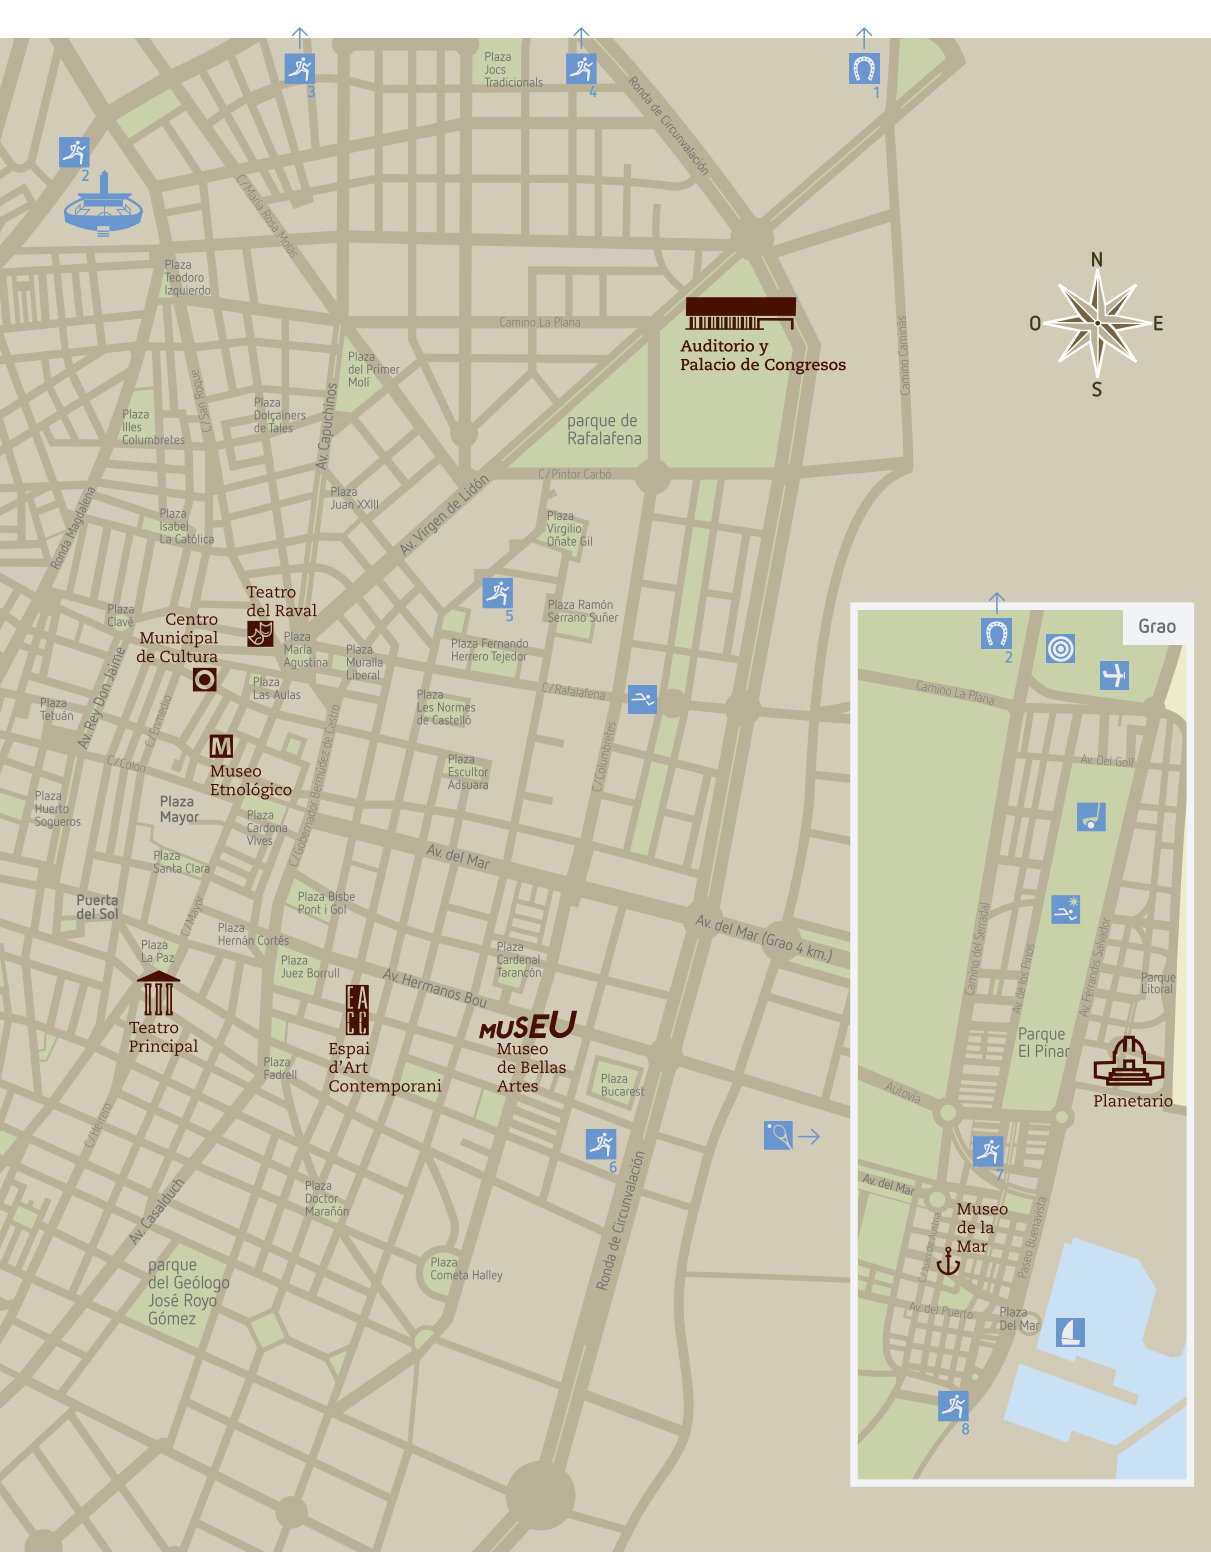 3
4
1
Plaza
Jocs
Tradicionals
Ronda de Circunvalación
2
C/María Rosa Molas
Plaza
Teodoro
Izquierdo
N
O
E
S
Camino La Plana
Camino Caminás
Auditorio y
Palacio de Congresos
Plaza
del Primer
Molí
C/San Roque
Plaza
Dolçainers
de Tales
Av. Capuchinos
Plaza
Illes
Columbretes
parque de
Rafalafena
C/Pintor Carbó
Plaza
Juan XXIII
Av. Virgen de Lidón
Ronda Magdalena
Plaza
Isabel
La Católica
Plaza
Virgilio
Oñate Gil
5
Plaza Ramón
Serrano Suñer
Teatro
del Raval
Plaza
Clavé
Centro
Municipal
de Cultura
Plaza
María
Agustina
Plaza
Muralla
Liberal
Plaza Fernando
Herrero Tejedor
Plaza
Las Aulas
C/Rafalafena
Plaza
Les Normes
de Castelló
Plaza
Tetuán
Av. Rey Don Jaime
C/Enmedio
C/Colón
Museo
Etnológico
C/Gobernador Bermúdez de Castro
C/Columbretes
Plaza
Escultor
Adsuara
Plaza
Huerto
Sogueros
Plaza
Mayor
Plaza
Cardona
Vives
Plaza
Santa Clara
Av. del Mar
Puerta
del Sol
C/Mayor
Plaza Bisbe
Pont i Gol
Plaza
Hernán Cortés
Av. del Mar (Grao 4 km.)
Plaza
La Paz
Plaza
Juez Borrull
Av. Hermanos Bou
Plaza
Cardenal
Tarancón
Teatro
Principal
EA
CC
Espai
d'Art
Contemporani
MUSEU
Museo
de Bellas
Artes
Plaza
Fadrell
Plaza
Bucarest
C/Herrero
6
Av. Casalduch
Plaza
Doctor
Marañón
Ronda de Circunvalación
parque
del Geólogo
José Royo
Gómez
Plaza
Cometa Halley
Grao
2
Camino La Plana
Av. Del Golf
Camino del Serradal
Av. de los Pinos
Av. Ferrandis Salvador
Parque
Litoral
Parque
El Pinar
Planetario
Autovia
7
Av. del Mar
Museo
de la
Mar
Paseo Buenavista
Av. del Puerto
Plaza
Del Mar
8
M